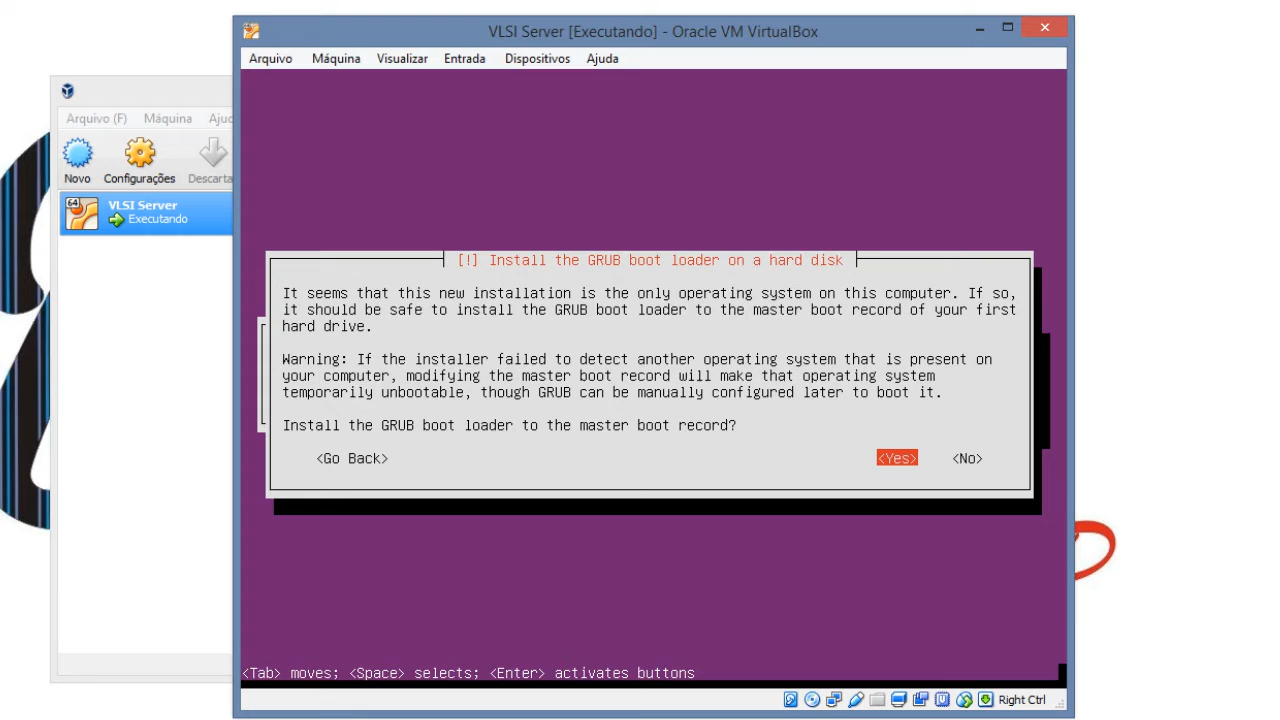 VLSI Server [Executando] - Oracle VM VirtualBox
Arquivo Máquina Visualizar Entrada Dispositivos Ajuda
Arquivo (F) Máquina Ajuc
Novo Configurações Descarta
64
VLSI Server
Executando
[!] Install the GRUB boot loader on a hard disk
It seems that this new installation is the only operating system on this computer. If so,
it should be safe to install the GRUB boot loader to the master boot record of your first
hard drive.
Warning: If the installer failed to detect another operating system that is present on
your computer, modifying the master boot record will make that operating system
temporarily unbootable, though GRUB can be manually configured later to boot it.
Install the GRUB boot loader to the master boot record?
<Go Back> <Yes> <No>
<Tab> moves; <Space> selects; <Enter> activates buttons
Right Ctrl